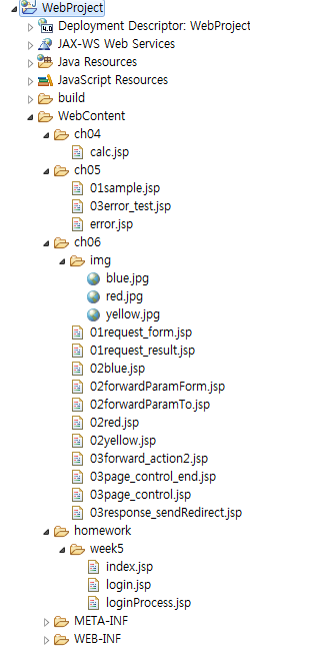 WebProject
Deployment Descriptor: WebProject
JAX-WS Web Services
Java Resources
JavaScript Resources
build
WebContent
ch04
calc.jsp
ch05
01sample.jsp
03error_test.jsp
error.jsp
ch06
img
blue.jpg
red.jpg
yellow.jpg
01request_form.jsp
01request_result.jsp
02blue.jsp
02forwardParamForm.jsp
02forwardParamTo.jsp
02red.jsp
02yellow.jsp
03forward_action2.jsp
03page_control_end.jsp
03page_control.jsp
03response_sendRedirect.jsp
homework
week5
index.jsp
login.jsp
loginProcess.jsp
META-INF
WEB-INF